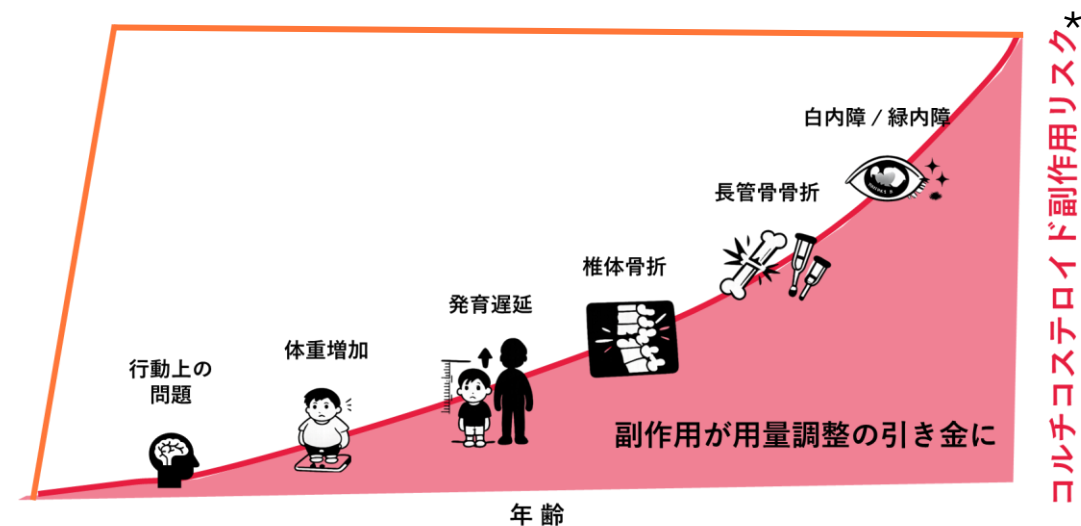 白内障 / 緑内障
長管骨骨折
椎体骨折
発育遅延
体重増加
行動上の
問題
副作用が用量調整の引き金に
年 齢
コルチコステロイド副作用リスク*